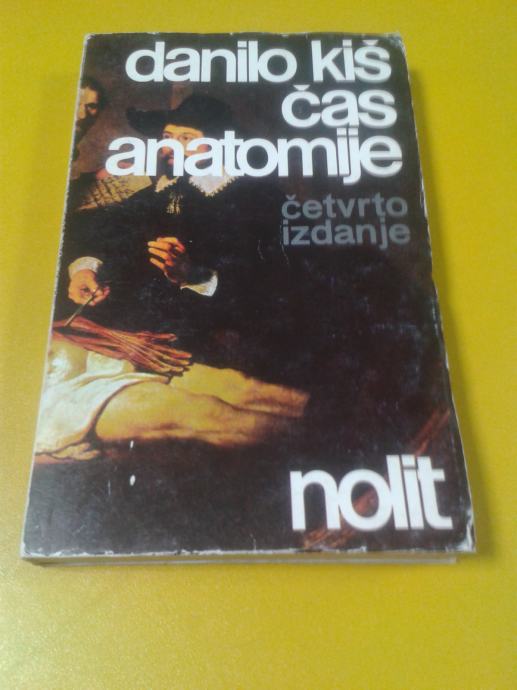 danilo kiš
čas
anatomije
četvrto
izdanje
nolit